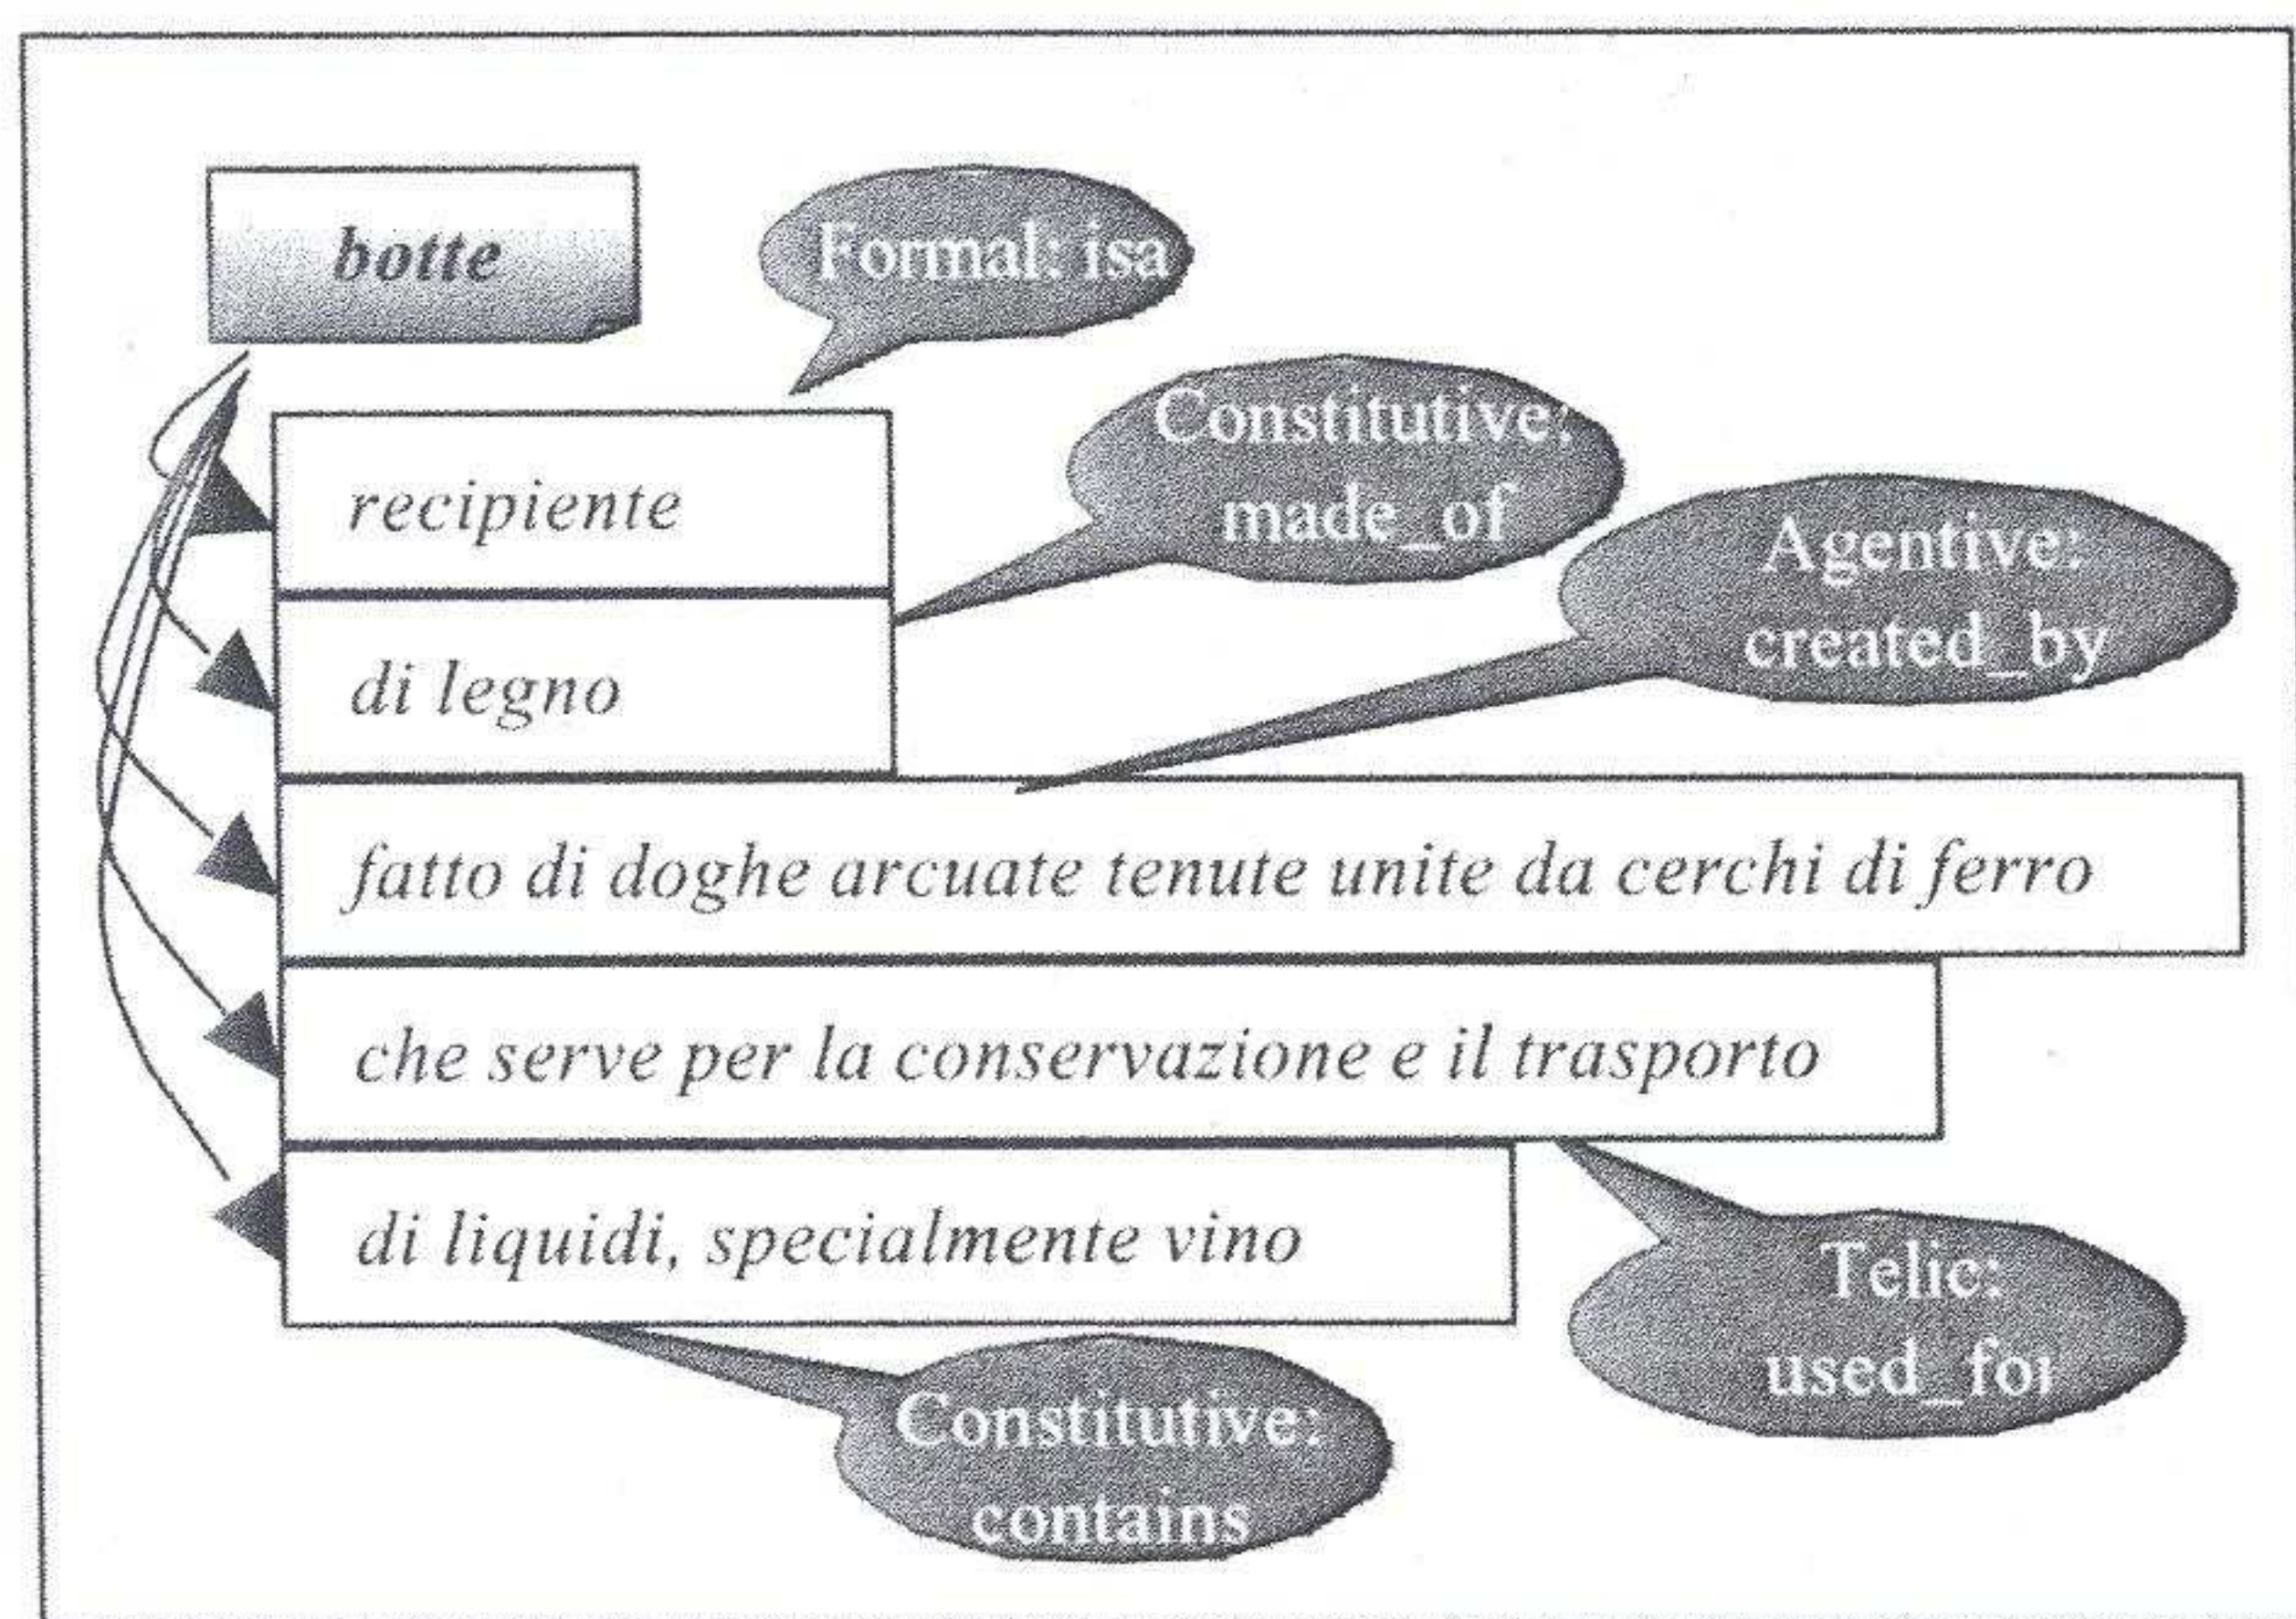 botte
Formal: isa
Constitutive:
made_of
Agentive:
created_by
recipiente
di legno
fatto di doghe arcuate tenute unite da cerchi di ferro
che serve per la conservazione e il trasporto
di liquidi, specialmente vino
Telic:
used_for
Constitutive:
contains